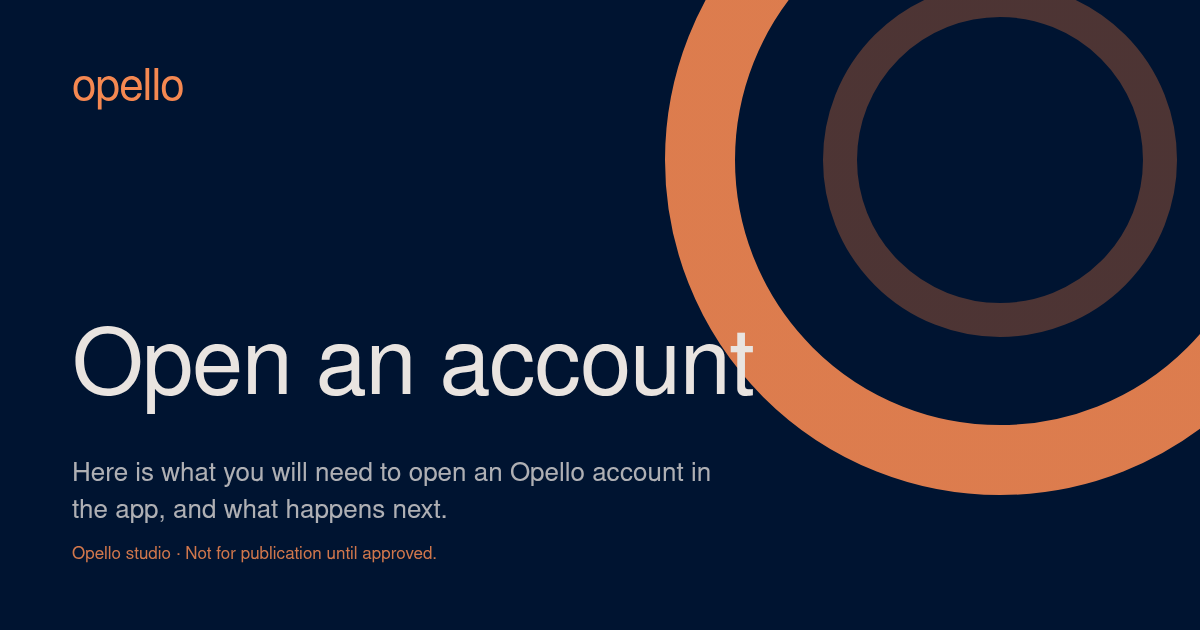 opello
Open an account
Here is what you will need to open an Opello account in
the app, and what happens next.
Opello studio · Not for publication until approved.